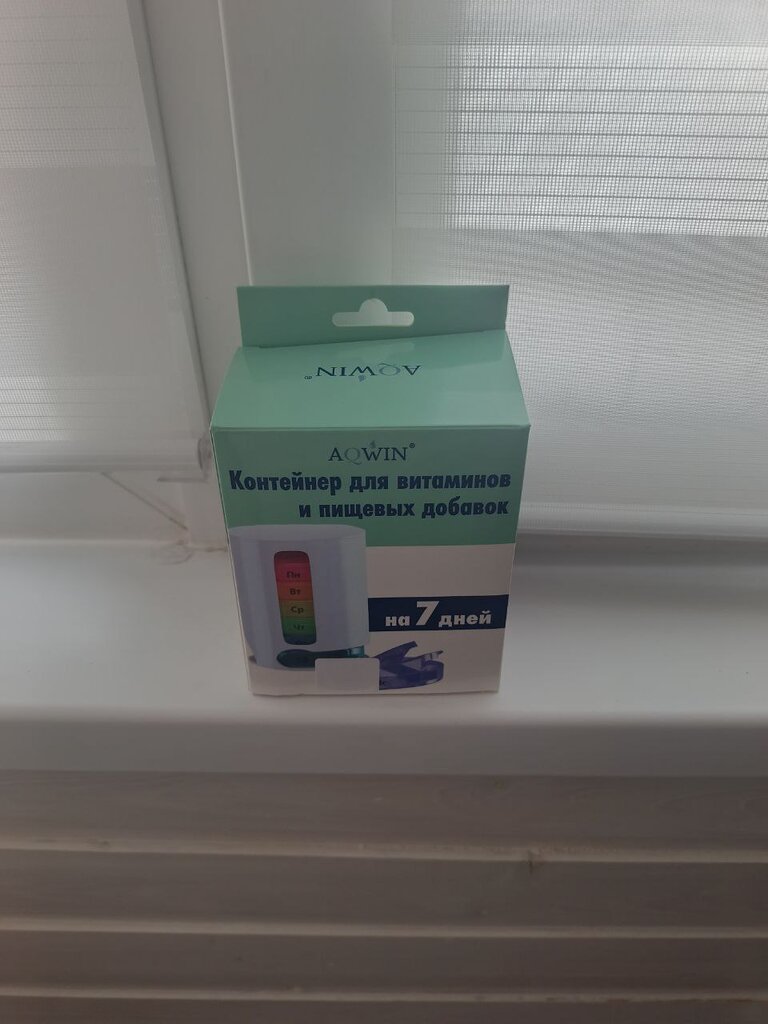 AQWIN®
AQWIN®
Контейнер для витаминов
и пищевых добавок
Пн
Вт
Ср
Чт
на 7 дней